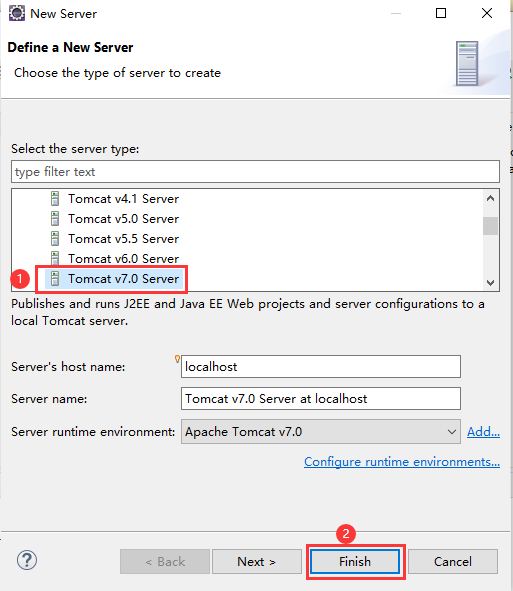 New Server
Define a New Server
Choose the type of server to create
Select the server type:
type filter text
Tomcat v4.1 Server
Tomcat v5.0 Server
Tomcat v5.5 Server
Tomcat v6.0 Server
1 Tomcat v7.0 Server
Publishes and runs J2EE and Java EE Web projects and server configurations to a
local Tomcat server.
Server's host name: localhost
Server name: Tomcat v7.0 Server at localhost
Server runtime environment: Apache Tomcat v7.0 Add...
Configure runtime environments...
2
? < Back Next > Finish Cancel